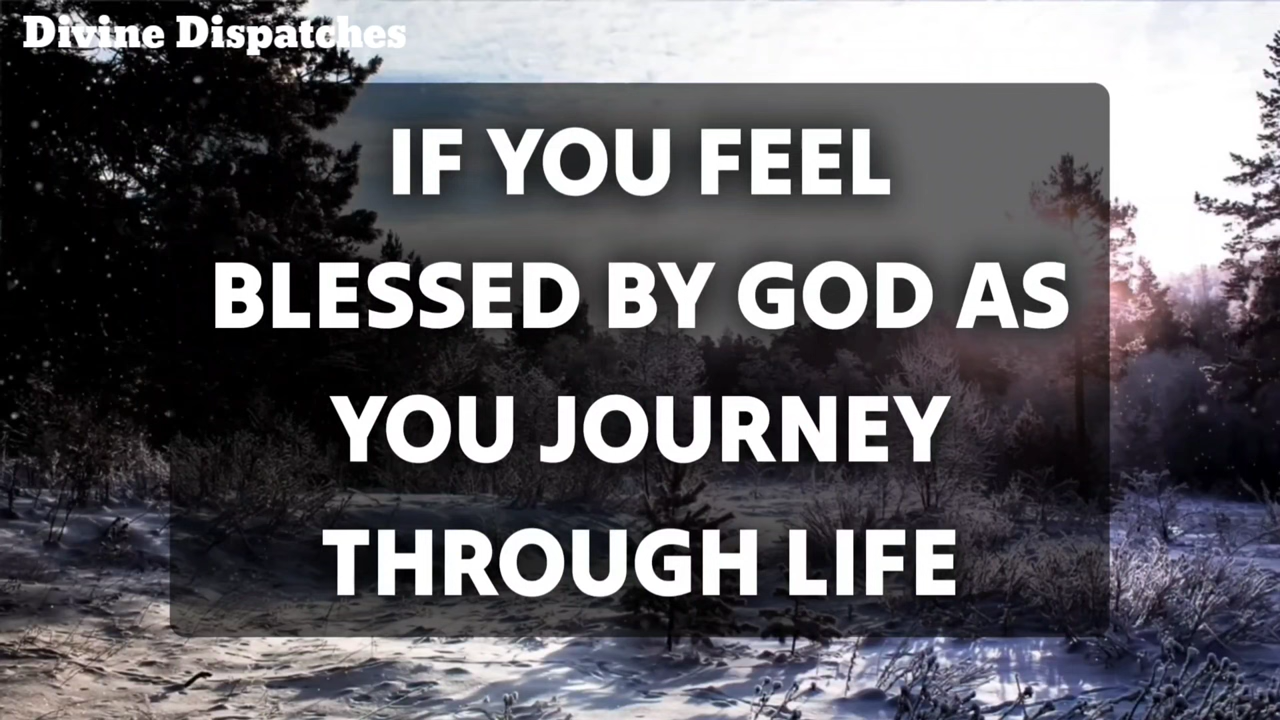 Divine Dispatches
IF YOU FEEL
BLESSED BY GOD AS
YOU JOURNEY
THROUGH LIFE